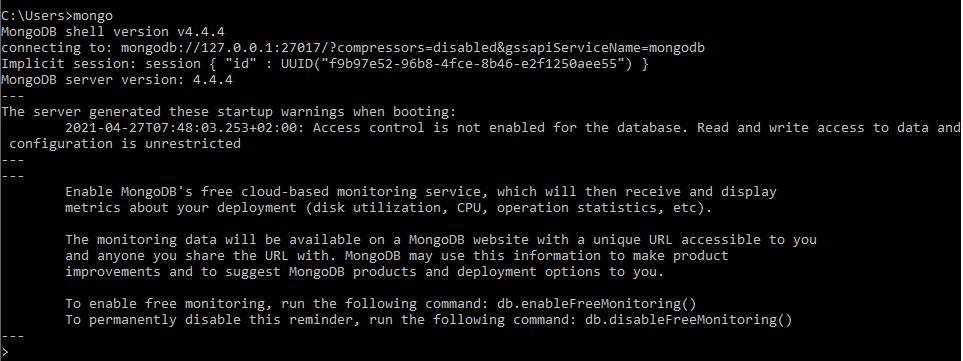 C:\Users>mongo
MongoDB shell version v4.4.4
connecting to: mongodb://127.0.0.1:27017/?compressors=disabled&gssapiServiceName=mongodb
Implicit session: session { "id" : UUID("f9b97e52-96b8-4fce-8b46-e2f1250aee55") }
MongoDB server version: 4.4.4
---
The server generated these startup warnings when booting:
        2021-04-27T07:48:03.253+02:00: Access control is not enabled for the database. Read and write access to data and
 configuration is unrestricted
---
---
        Enable MongoDB's free cloud-based monitoring service, which will then receive and display
        metrics about your deployment (disk utilization, CPU, operation statistics, etc).

        The monitoring data will be available on a MongoDB website with a unique URL accessible to you
        and anyone you share the URL with. MongoDB may use this information to make product
        improvements and to suggest MongoDB products and deployment options to you.

        To enable free monitoring, run the following command: db.enableFreeMonitoring()
        To permanently disable this reminder, run the following command: db.disableFreeMonitoring()
---
>